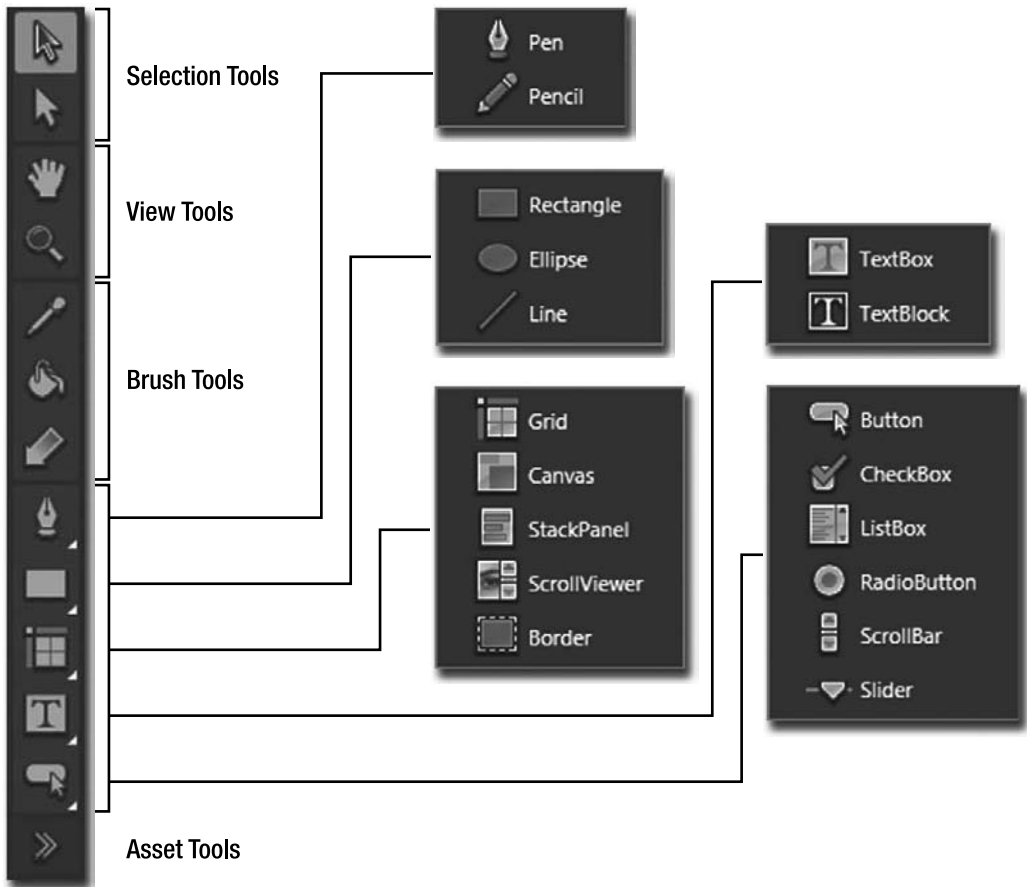 Selection Tools
View Tools
Brush Tools
Asset Tools
Pen
Pencil
Rectangle
Ellipse
Line
Grid
Canvas
StackPanel
ScrollViewer
Border
TextBox
TextBlock
Button
CheckBox
ListBox
RadioButton
ScrollBar
Slider